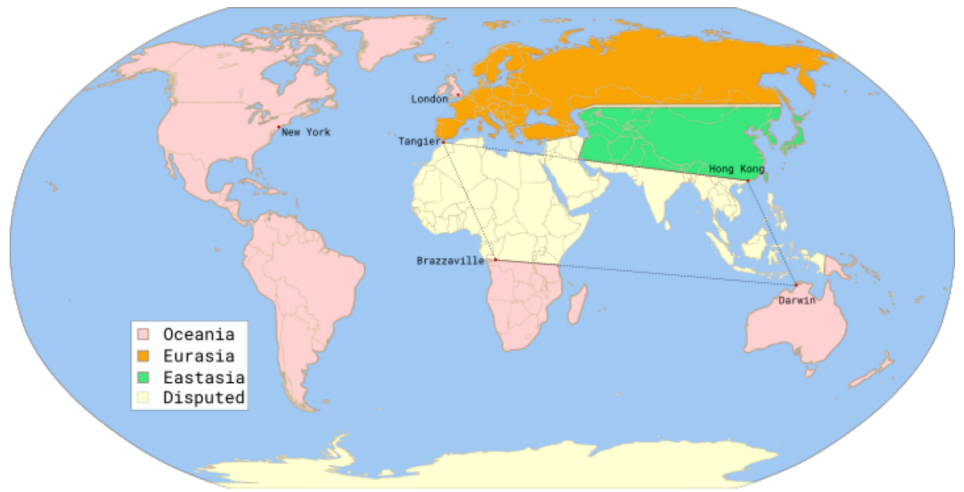 London
New York
Tangier
Hong Kong
Brazzaville
Darwin
Oceania
Eurasia
Eastasia
Disputed